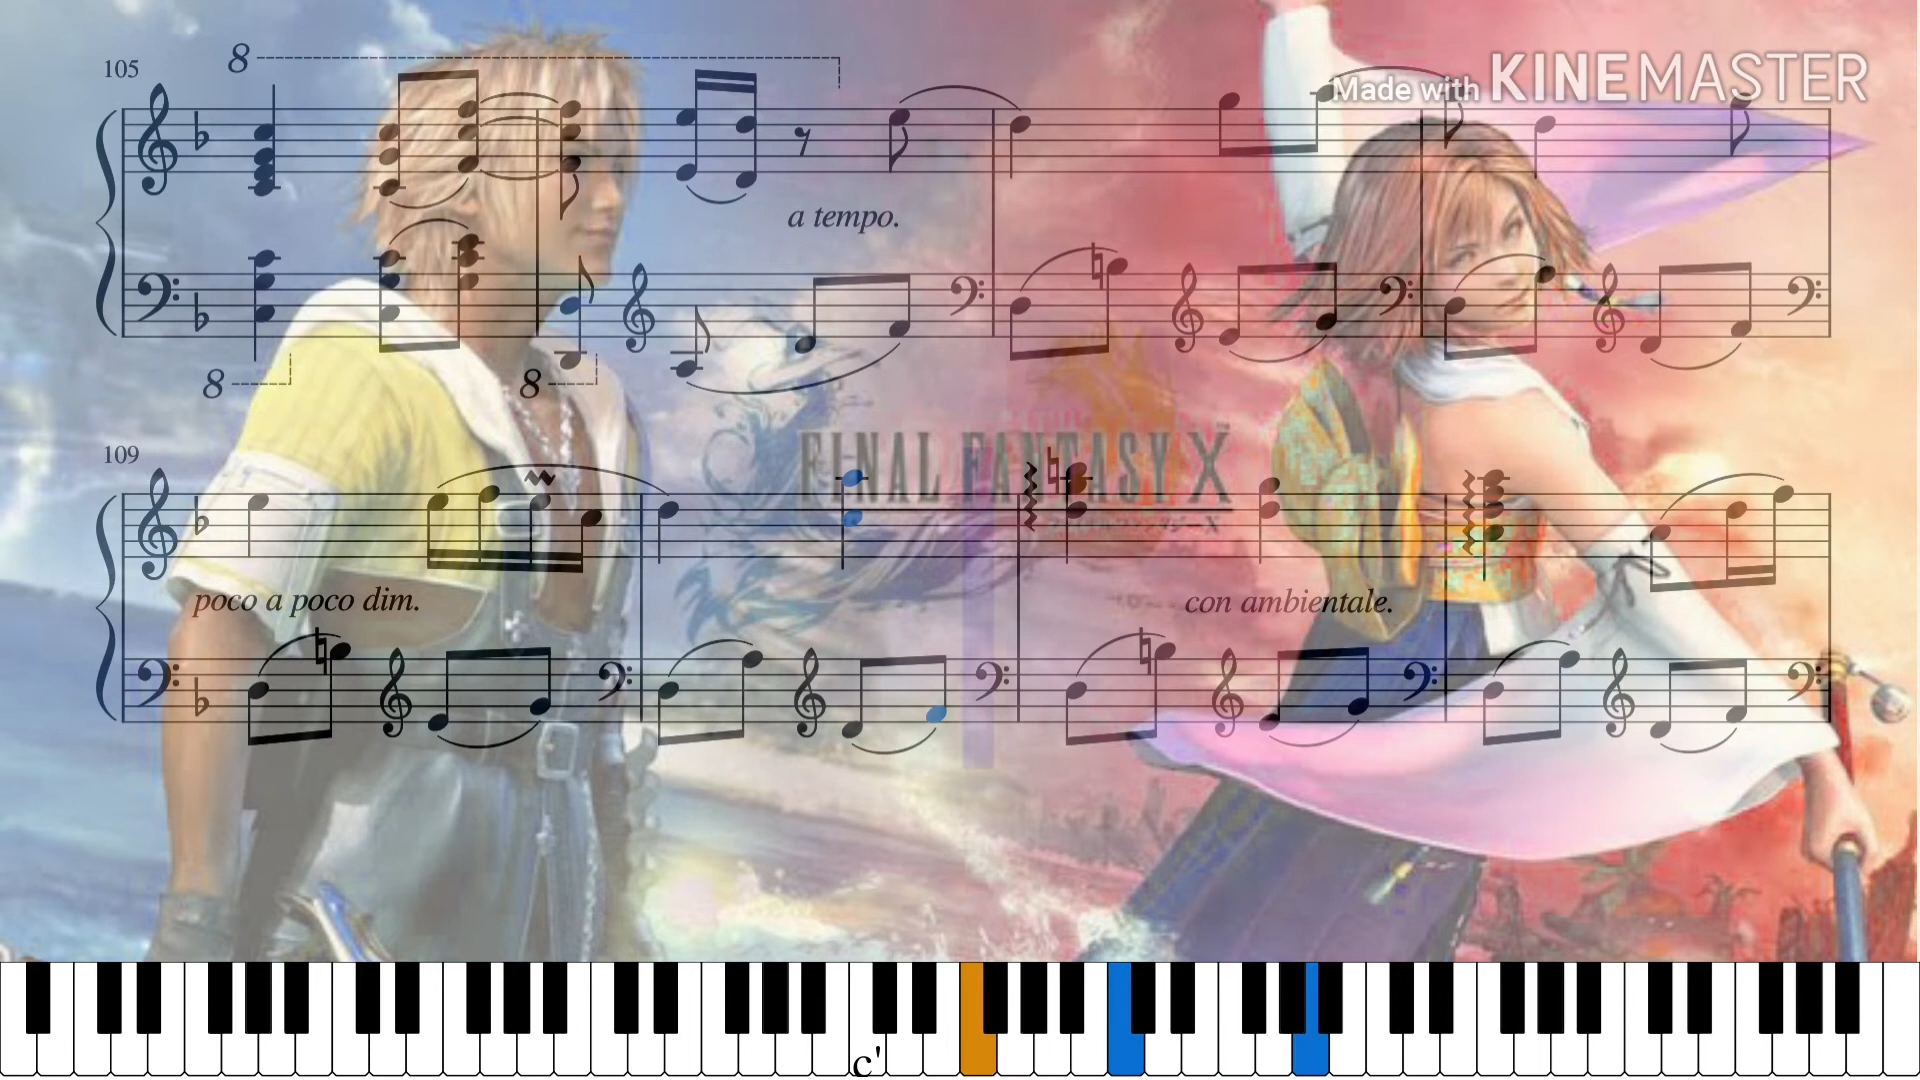 105
8
Made with KINEMASTER
a tempo.
8
8
109
FINAL FANTASY X
poco a poco dim.
con ambientale.
c'